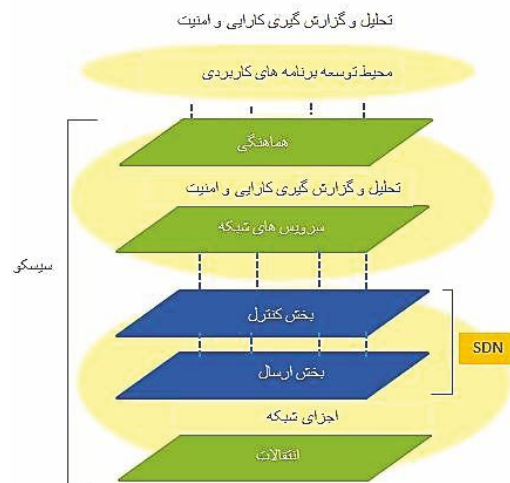 تحلیل و گزارش گیری کارایی و امنیت
محیط توسعه برنامه های کاربردی
هماهنگی
تحلیل و گزارش گیری کارایی و امنیت
سرویس های شبکه
سیسکو
بخش کنترل
SDN
بخش ارسال
اجزای شبکه
انتقالات